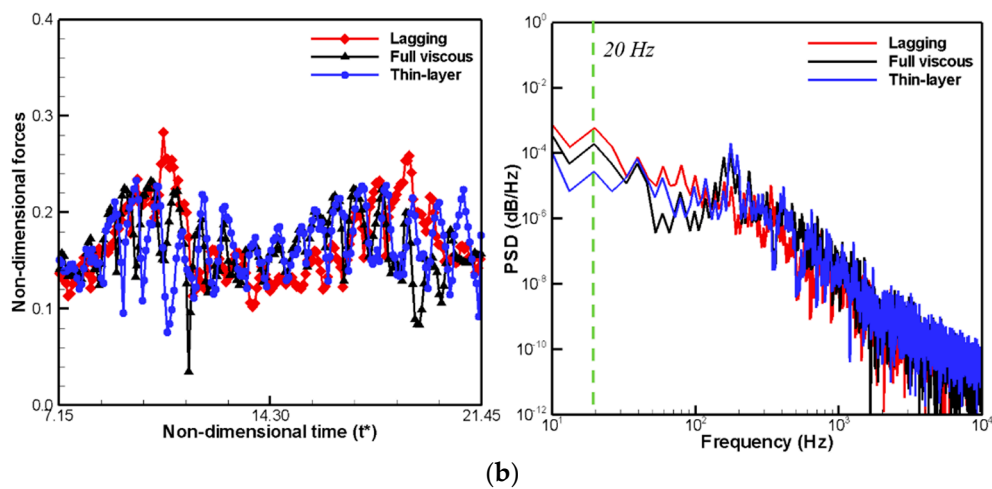 0.4
0.3
0.2
0.1
0.0
Non-dimensional forces
Lagging
Full viscous
Thin-layer
7.15
14.30
21.45
Non-dimensional time (t*)
10^0
10^-2
10^-4
10^-6
10^-8
10^-10
10^-12
PSD (dB/Hz)
20 Hz
Lagging
Full viscous
Thin-layer
10^1
10^2
10^3
10^4
Frequency (Hz)
(b)